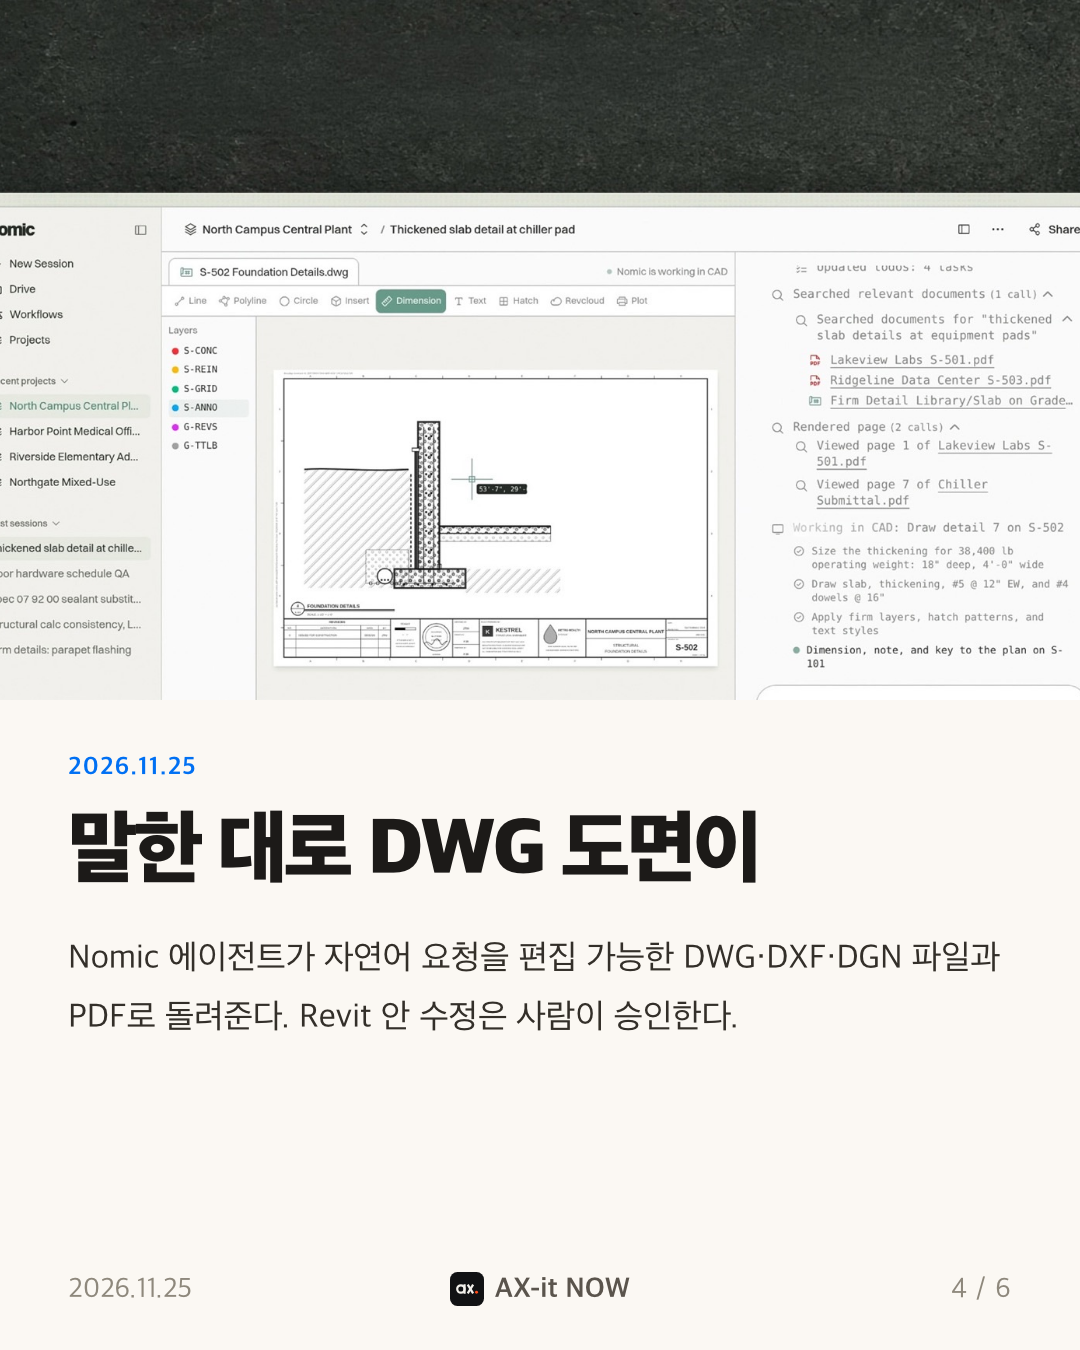 omic
New Session
Drive
Workflows
Projects
cent projects
North Campus Central Pl...
Harbor Point Medical Offi...
Riverside Elementary Ad...
Northgate Mixed-Use
st sessions
ickened slab detail at chille...
or hardware schedule QA
ec 07 92 00 sealant substit...
ructural calc consistency, L...
rm details: parapet flashing
North Campus Central Plant / Thickened slab detail at chiller pad
Share
S-502 Foundation Details.dwg
Nomic is working in CAD
Line Polyline Circle Insert Dimension Text Hatch Revcloud Plot
Layers
S-CONC
S-REIN
S-GRID
S-ANNO
G-REVS
G-TTLB
53'-7", 29'-
FOUNDATION DETAILS
KESTREL
NORTH CAMPUS CENTRAL PLANT
STRUCTURAL
FOUNDATION DETAILS
S-502
Updated todos: 4 tasks
Searched relevant documents (1 call)
Searched documents for "thickened
slab details at equipment pads"
Lakeview Labs S-501.pdf
Ridgeline Data Center S-503.pdf
Firm Detail Library/Slab on Grade…
Rendered page (2 calls)
Viewed page 1 of Lakeview Labs S-
501.pdf
Viewed page 7 of Chiller
Submittal.pdf
Working in CAD: Draw detail 7 on S-502
Size the thickening for 38,400 lb
operating weight: 18" deep, 4'-0" wide
Draw slab, thickening, #5 @ 12" EW, and #4
dowels @ 16"
Apply firm layers, hatch patterns, and
text styles
Dimension, note, and key to the plan on S-
101
2026.11.25
말한 대로 DWG 도면이
Nomic 에이전트가 자연어 요청을 편집 가능한 DWG·DXF·DGN 파일과
PDF로 돌려준다. Revit 안 수정은 사람이 승인한다.
2026.11.25
ax. AX-it NOW
4 / 6